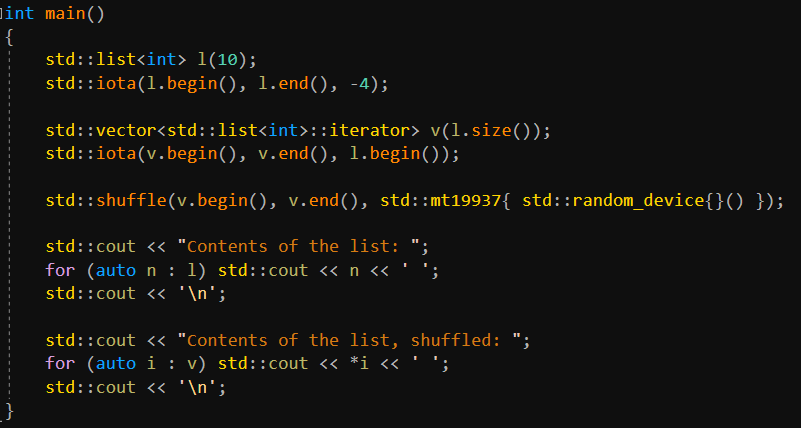 int main()
{
    std::list<int> l(10);
    std::iota(l.begin(), l.end(), -4);

    std::vector<std::list<int>::iterator> v(l.size());
    std::iota(v.begin(), v.end(), l.begin());

    std::shuffle(v.begin(), v.end(), std::mt19937{ std::random_device{}() });

    std::cout << "Contents of the list: ";
    for (auto n : l) std::cout << n << ' ';
    std::cout << '\n';

    std::cout << "Contents of the list, shuffled: ";
    for (auto i : v) std::cout << *i << ' ';
    std::cout << '\n';
}